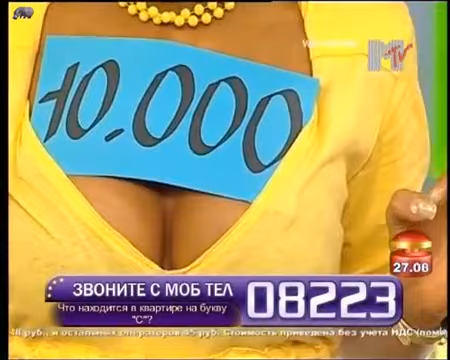 10.000
MTV
27.06
ЗВОНИТЕ С МОБ ТЕЛ
08223
Что находится в квартире на букву
"С"?
48 руб., и остальных операторов 45 руб. Стоимость приведена без учета НДС